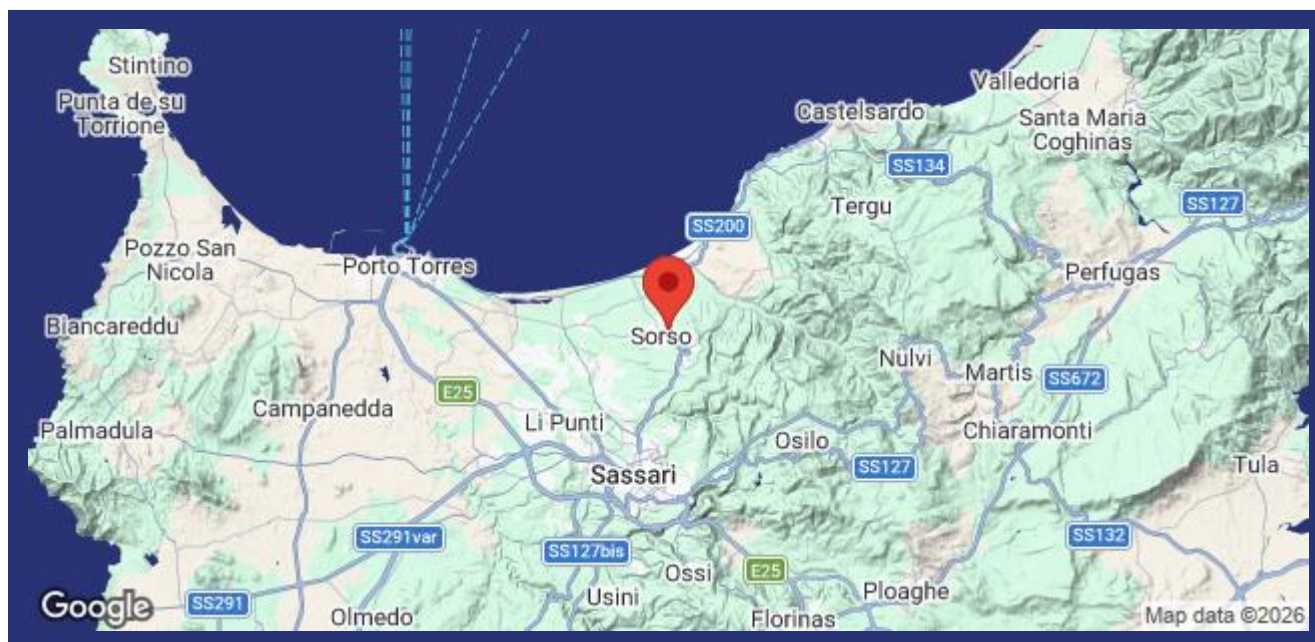 Stintino
Punta de su
Torrione
Valledoria
Castelsardo
Santa Maria
Coghinas
SS134
SS127
Tergu
SS200
Pozzo San
Nicola
Porto Torres
Perfugas
Biancareddu
Sorso
Nulvi
Martis
SS672
E25
Campanedda
Li Punti
Palmadula
Osilo
Chiaramonti
SS127
Tula
Sassari
SS291var
SS127bis
SS132
Ossi
E25
Ploaghe
Usini
SS291
Olmedo
Florinas
Google
Map data ©2026